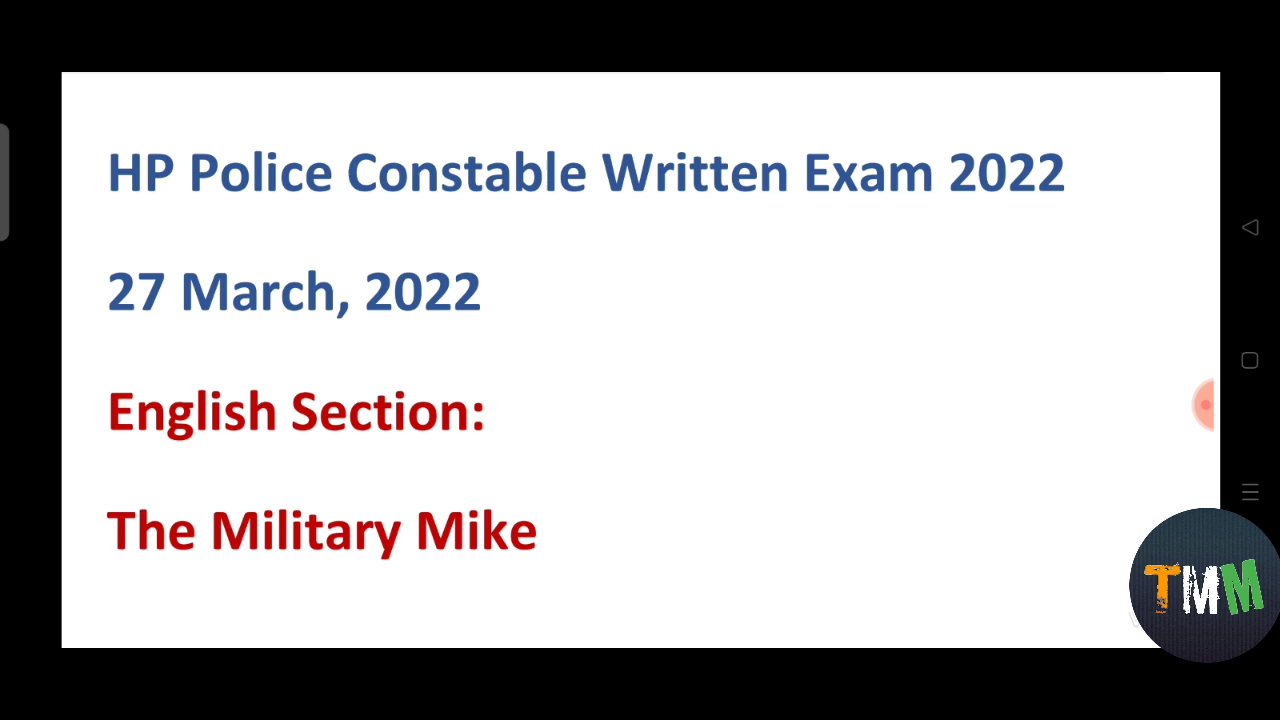 HP Police Constable Written Exam 2022
27 March, 2022
English Section:
The Military Mike
TMM